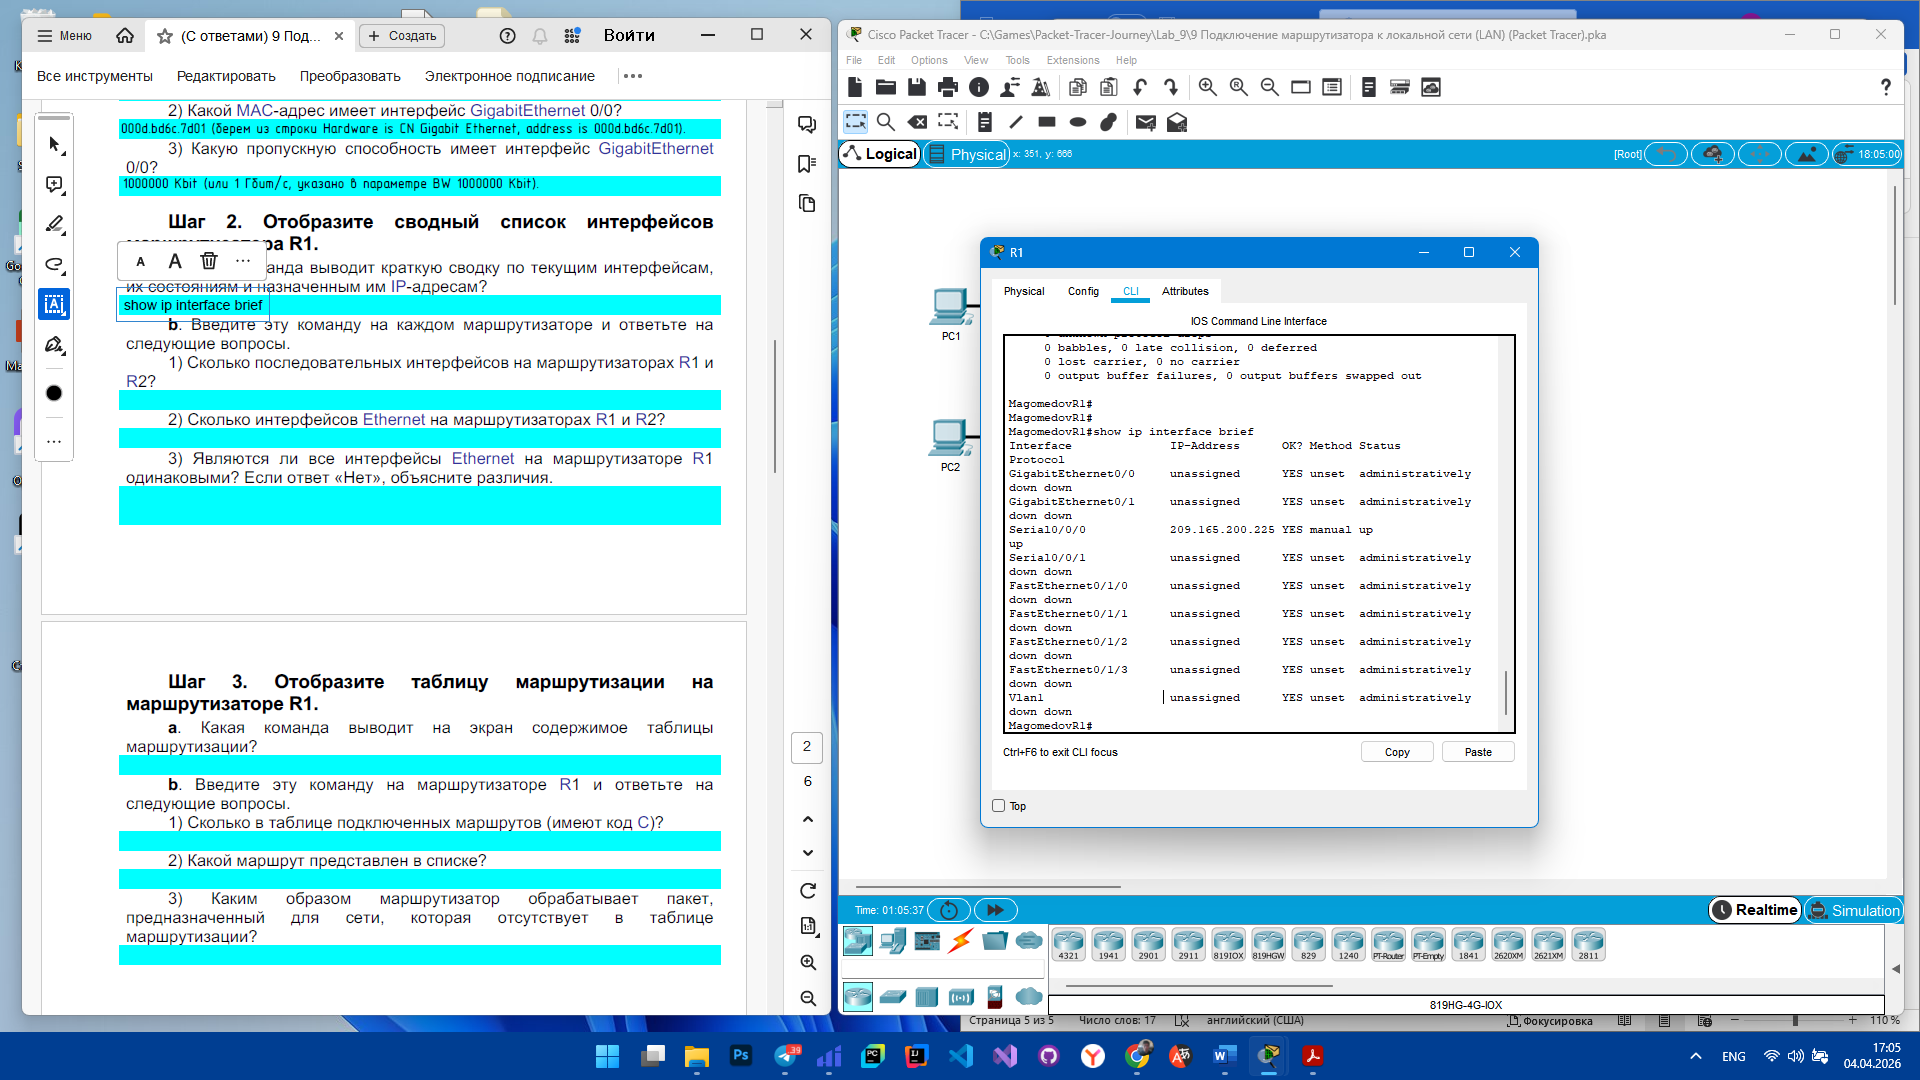 Меню
(С ответами) 9 Под...
Создать
Войти
Все инструменты
Редактировать
Преобразовать
Электронное подписание
2) Какой MAC-адрес имеет интерфейс GigabitEthernet 0/0?
000d.bd6c.7d01 (берем из строки Hardware is CN Gigabit Ethernet, address is 000d.bd6c.7d01).
3) Какую пропускную способность имеет интерфейс GigabitEthernet
0/0?
1000000 Kbit (или 1 Гбит/с, указано в параметре BW 1000000 Kbit).
Шаг 2. Отобразите сводный список интерфейсов
маршрутизатора R1.
анда выводит краткую сводку по текущим интерфейсам,
их состояниям и назначенным им IP-адресам?
show ip interface brief
b. Введите эту команду на каждом маршрутизаторе и ответьте на
следующие вопросы.
1) Сколько последовательных интерфейсов на маршрутизаторах R1 и
R2?
2) Сколько интерфейсов Ethernet на маршрутизаторах R1 и R2?
3) Являются ли все интерфейсы Ethernet на маршрутизаторе R1
одинаковыми? Если ответ «Нет», объясните различия.
Шаг 3. Отобразите таблицу маршрутизации на
маршрутизаторе R1.
a. Какая команда выводит на экран содержимое таблицы
маршрутизации?
b. Введите эту команду на маршрутизаторе R1 и ответьте на
следующие вопросы.
1) Сколько в таблице подключенных маршрутов (имеют код C)?
2) Какой маршрут представлен в списке?
3) Каким образом маршрутизатор обрабатывает пакет,
предназначенный для сети, которая отсутствует в таблице
маршрутизации?
2
6
Cisco Packet Tracer - C:\Games\Packet-Tracer-Journey\Lab_9\9 Подключение маршрутизатора к локальной сети (LAN) (Packet Tracer).pka
File Edit Options View Tools Extensions Help
Logical
Physical
x: 351, y: 666
[Root]
18:05:00
PC1
PC2
R1
Physical Config CLI Attributes
IOS Command Line Interface
0 babbles, 0 late collision, 0 deferred
0 lost carrier, 0 no carrier
0 output buffer failures, 0 output buffers swapped out
MagomedovR1#
MagomedovR1#
MagomedovR1#show ip interface brief
Interface IP-Address OK? Method Status
Protocol
GigabitEthernet0/0 unassigned YES unset administratively
down down
GigabitEthernet0/1 unassigned YES unset administratively
down down
Serial0/0/0 209.165.200.225 YES manual up
up
Serial0/0/1 unassigned YES unset administratively
down down
FastEthernet0/1/0 unassigned YES unset administratively
down down
FastEthernet0/1/1 unassigned YES unset administratively
down down
FastEthernet0/1/2 unassigned YES unset administratively
down down
FastEthernet0/1/3 unassigned YES unset administratively
down down
Vlan1 unassigned YES unset administratively
down down
MagomedovR1#
Ctrl+F6 to exit CLI focus
Copy
Paste
Top
Time: 01:05:37
Realtime
Simulation
4321 1941 2901 2911 819IOX 819HGW 829 1240 PT-Router PT-Empty 1841 2620XM 2621XM 2811
819HG-4G-IOX
Страница 5 из 5
Число слов: 17
английский (США)
Фокусировка
110 %
39
ENG
17:05
04.04.2026